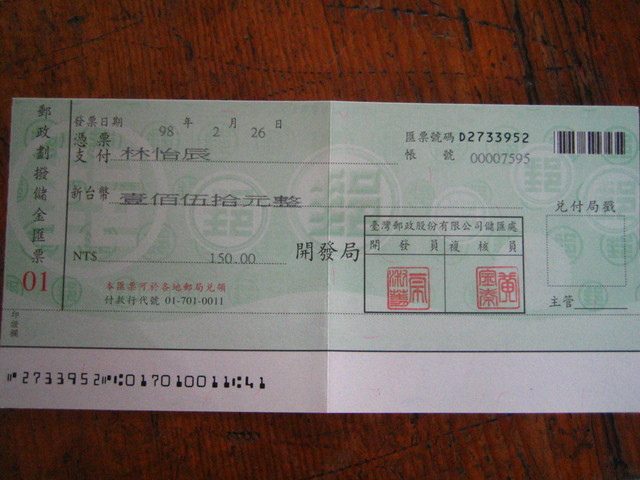 郵政劃撥儲金匯票
01
印請機
發票日期 98 年 2 月 26 日
憑票
支付 林怡辰
新台幣 壹佰伍拾元整
NT$ 150.00
本匯票可於各地郵局兌領
付款行代號 01-701-0011
開發局
匯票號碼 D2733952
帳 號 00007595
臺灣郵政股份有限公司儲匯處
開 發 員 複 核 員
兌付局戳
主管
2733952 01701001 41